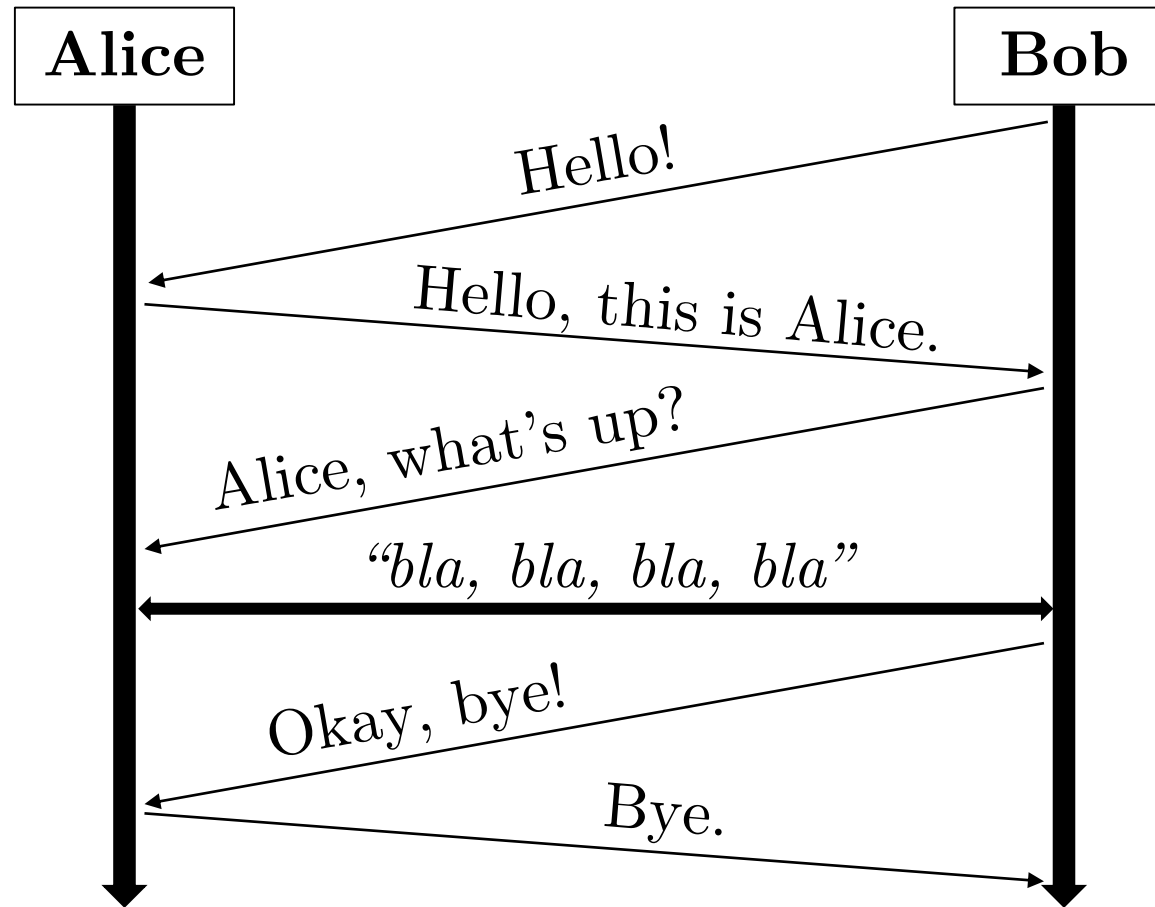 Alice
Bob
Hello!
Hello, this is Alice.
Alice, what’s up?
“bla, bla, bla, bla”
Okay, bye!
Bye.